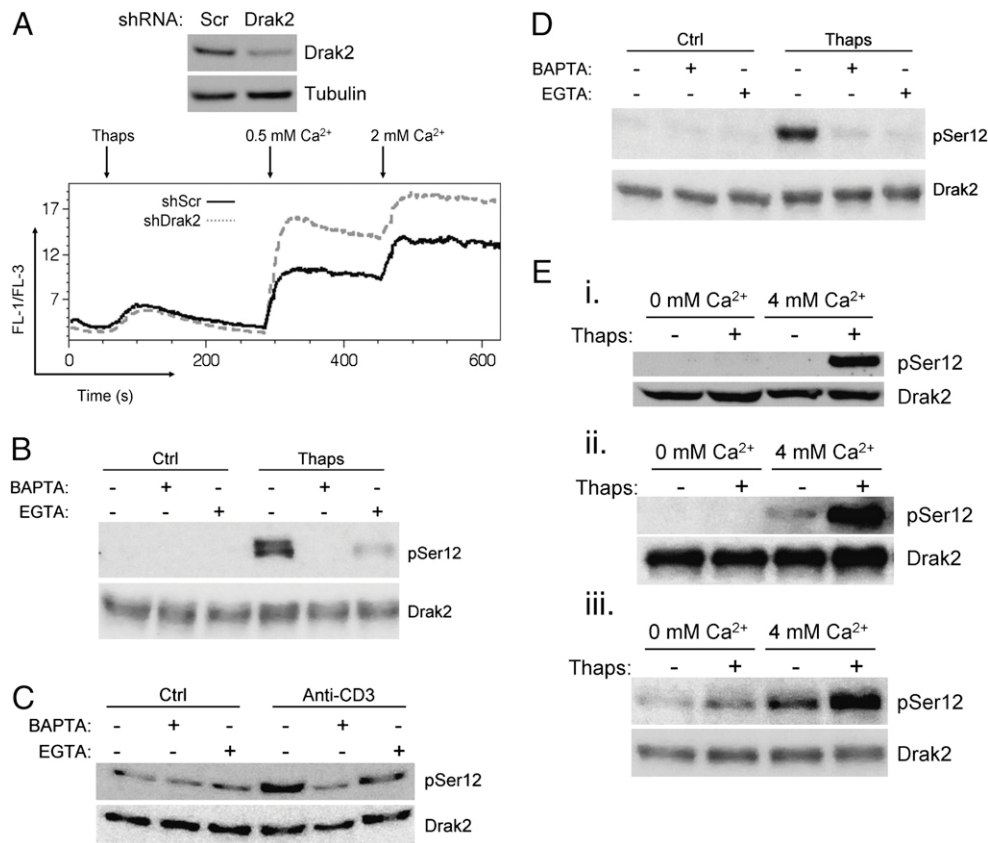 A
shRNA: Scr Drak2
Drak2
Tubulin
Thaps 0.5 mM Ca²⁺ 2 mM Ca²⁺
shScr
shDrak2
17
12
7
FL-1/FL-3
0 200 400 600
Time (s)
B
Ctrl Thaps
BAPTA: - + - - + -
EGTA: - - + - - +
pSer12
Drak2
C
Ctrl Anti-CD3
BAPTA: - + - - + -
EGTA: - - + - - +
pSer12
Drak2
D
Ctrl Thaps
BAPTA: - + - - + -
EGTA: - - + - - +
pSer12
Drak2
E
i.
0 mM Ca²⁺ 4 mM Ca²⁺
Thaps: - + - +
pSer12
Drak2
ii.
0 mM Ca²⁺ 4 mM Ca²⁺
Thaps: - + - +
pSer12
Drak2
iii.
0 mM Ca²⁺ 4 mM Ca²⁺
Thaps: - + - +
pSer12
Drak2